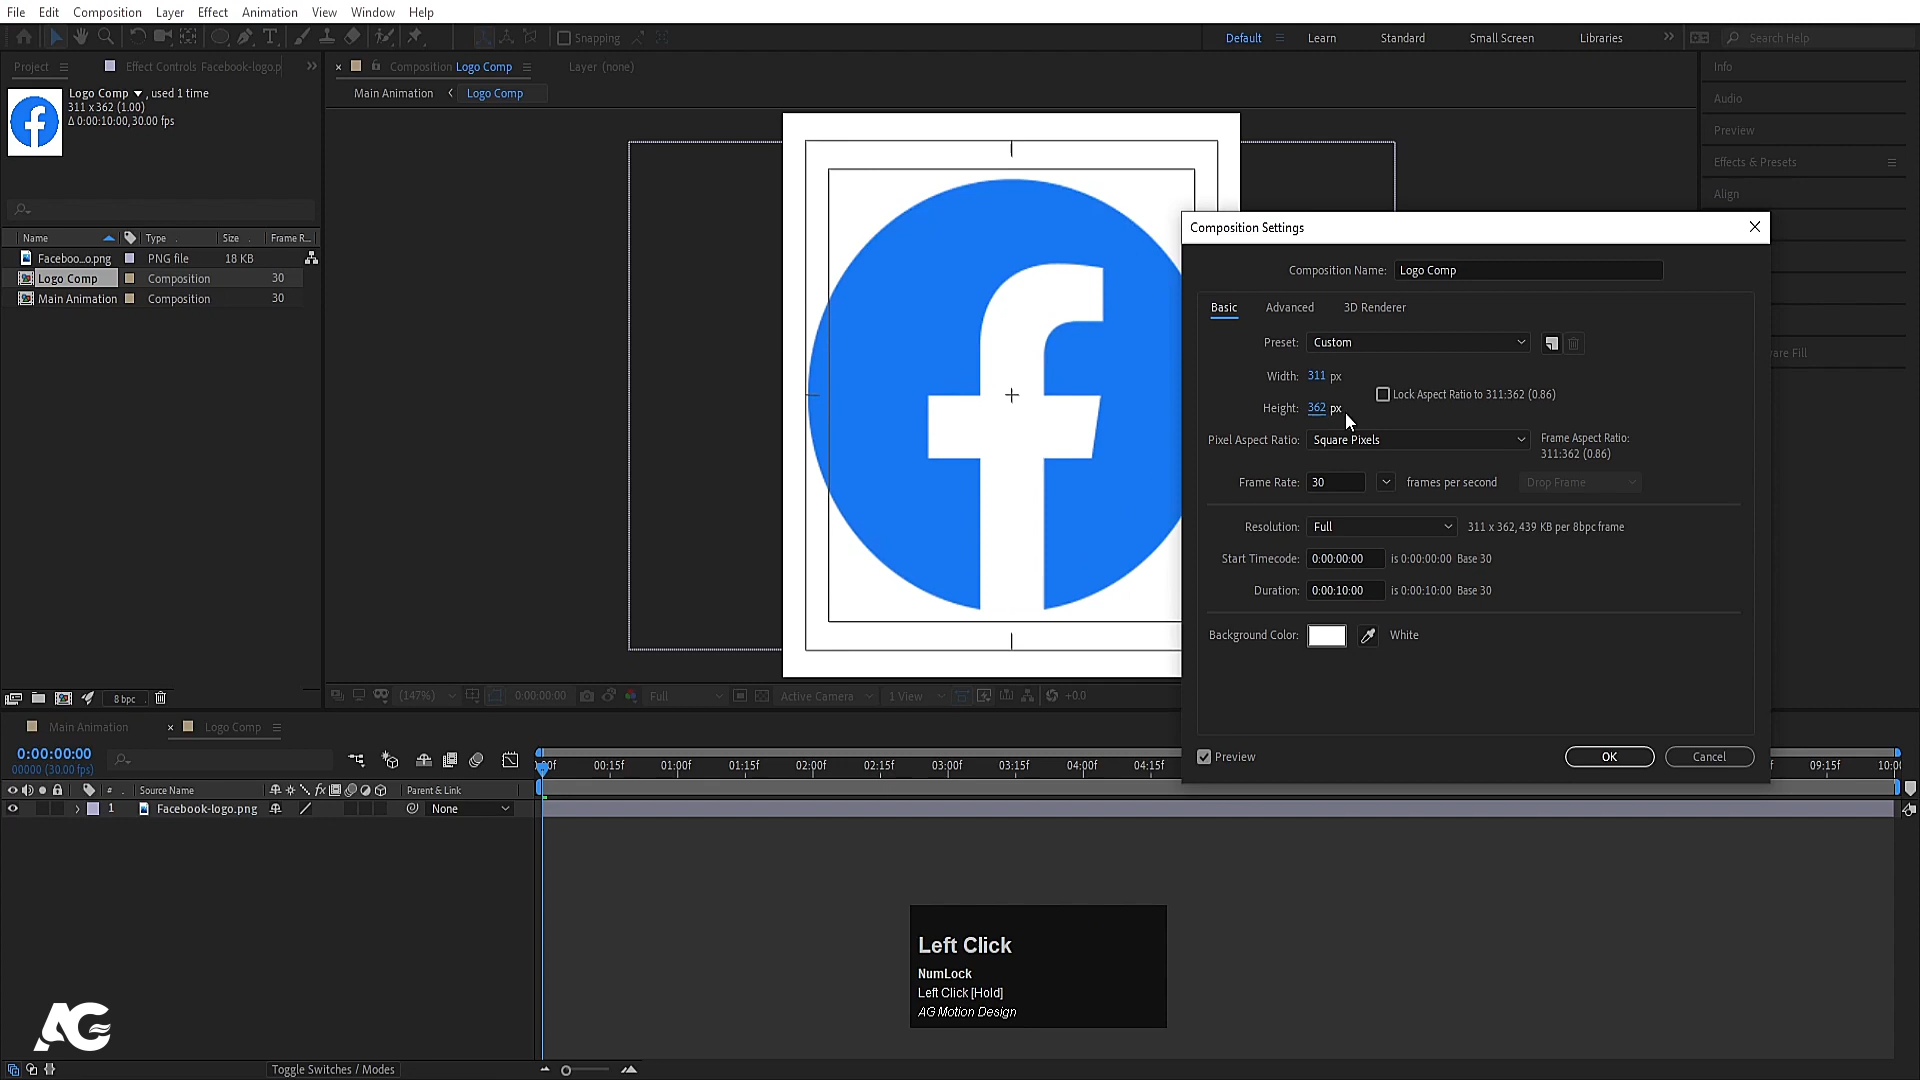 File Edit Composition Layer Effect Animation View Window Help
Snapping
Default Learn Standard Small Screen Libraries Search Help
Project Effect Controls Facebook-logo.p
Composition Logo Comp Layer (none)
Main Animation Logo Comp
Logo Comp , used 1 time
311 x 362 (1.00)
Δ 0:00:10:00, 30.00 fps
Name Type Size Frame R...
Faceboo...o.png PNG file 18 KB
Logo Comp Composition 30
Main Animation Composition 30
Info
Audio
Preview
Effects & Presets
Align
are Fill
Composition Settings
Composition Name: Logo Comp
Basic Advanced 3D Renderer
Preset: Custom
Width: 311 px
Lock Aspect Ratio to 311:362 (0.86)
Height: 362 px
Pixel Aspect Ratio: Square Pixels
Frame Aspect Ratio:
311:362 (0.86)
Frame Rate: 30 frames per second Drop Frame
Resolution: Full 311 x 362, 439 KB per 8bpc frame
Start Timecode: 0:00:00:00 is 0:00:00:00 Base 30
Duration: 0:00:10:00 is 0:00:10:00 Base 30
Background Color: White
Preview OK Cancel
8 bpc
(147%) 0:00:00:00 Full Active Camera 1 View +0.0
Main Animation Logo Comp
0:00:00:00
00000 (30.00 fps)
:00f 00:15f 01:00f 01:15f 02:00f 02:15f 03:00f 03:15f 04:00f 04:15f 09:15f 10:0
# Source Name fx Parent & Link
1 Facebook-logo.png None
Left Click
NumLock
Left Click [Hold]
AG Motion Design
AG
Toggle Switches / Modes